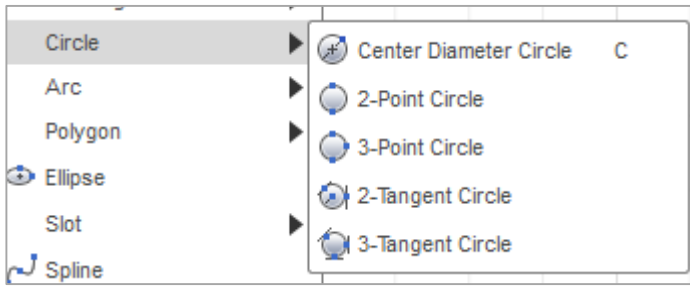 Circle
Arc
Polygon
Ellipse
Slot
Spline
Center Diameter Circle C
2-Point Circle
3-Point Circle
2-Tangent Circle
3-Tangent Circle